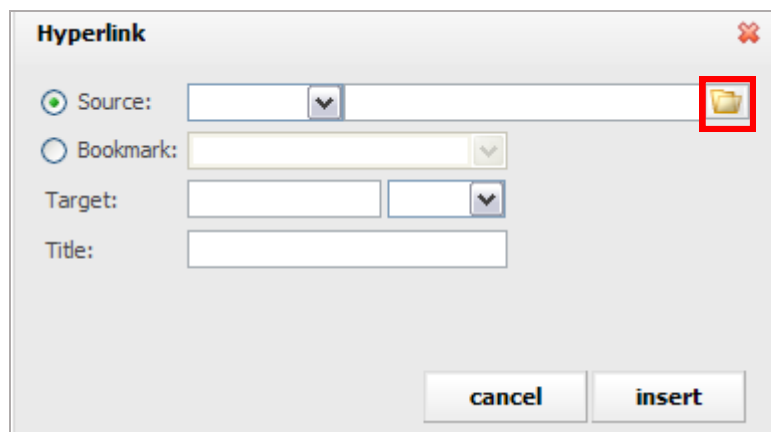 Hyperlink
Source:
Bookmark:
Target:
Title:
cancel insert